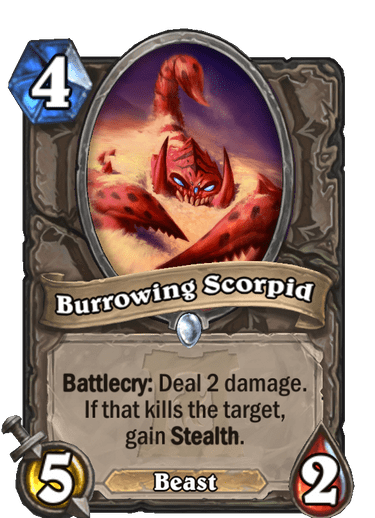 4
Burrowing Scorpid
Battlecry: Deal 2 damage.
If that kills the target,
gain Stealth.
5
Beast
2